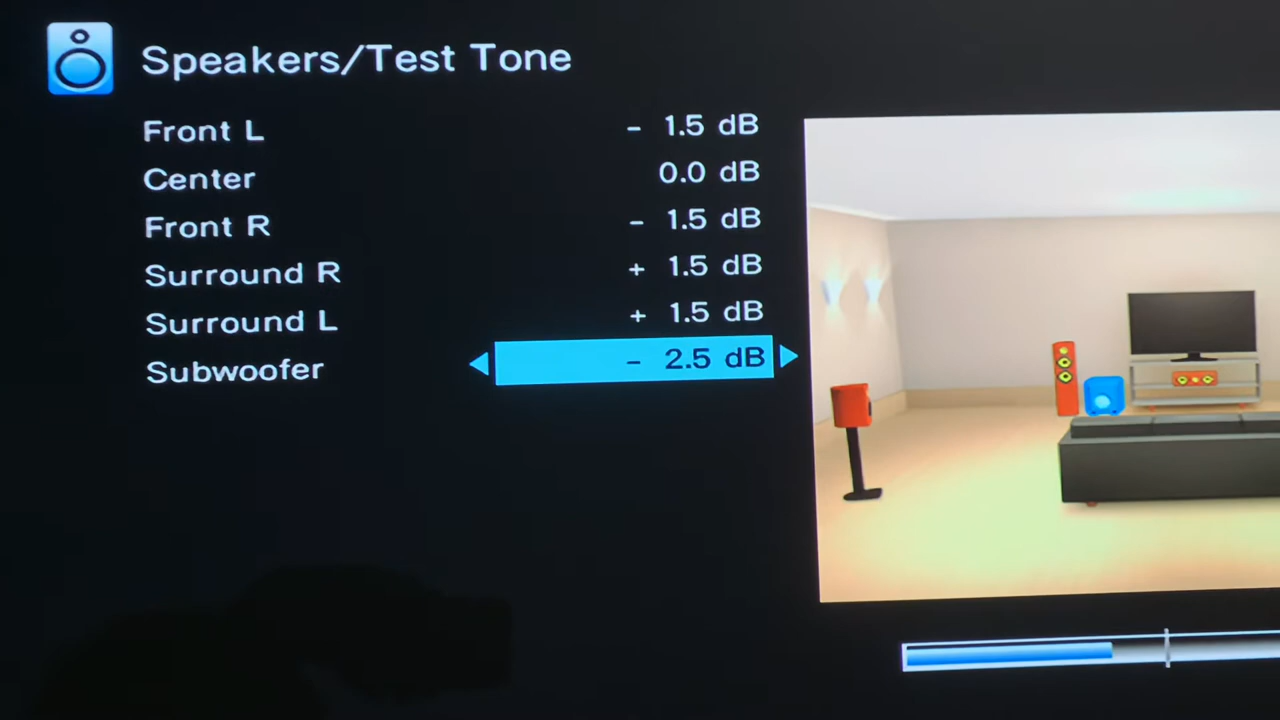 Speakers/Test Tone
Front L - 1.5 dB
Center 0.0 dB
Front R - 1.5 dB
Surround R + 1.5 dB
Surround L + 1.5 dB
Subwoofer - 2.5 dB